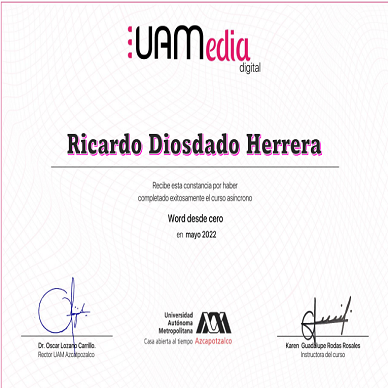 UAMedia
digital
Ricardo Diosdado Herrera
Recibe esta constancia por haber
completado exitosamente el curso asíncrono
Word desde cero
en mayo 2022
Universidad
Autónoma
Metropolitana
Casa abierta al tiempo Azcapotzalco
Dr. Oscar Lozano Carrillo.
Rector UAM Azcatpozalco
Karen Guadalupe Rodas Rosales
Instructora del curso